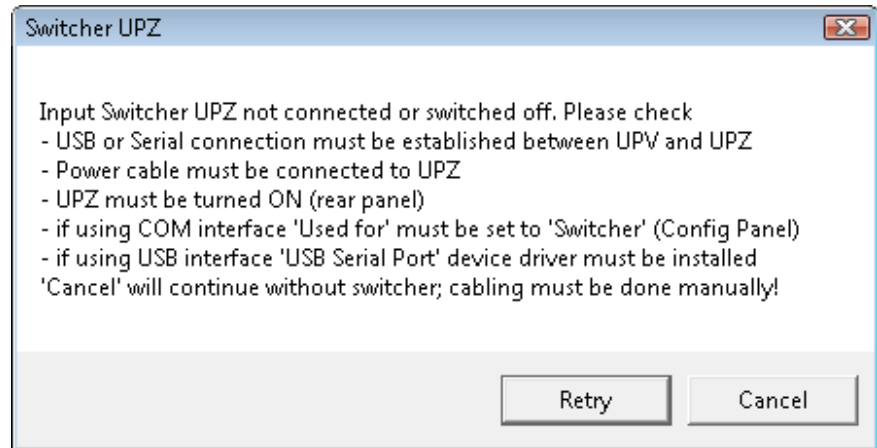 Switcher UPZ
Input Switcher UPZ not connected or switched off. Please check
- USB or Serial connection must be established between UPV and UPZ
- Power cable must be connected to UPZ
- UPZ must be turned ON (rear panel)
- if using COM interface 'Used for' must be set to 'Switcher' (Config Panel)
- if using USB interface 'USB Serial Port' device driver must be installed
'Cancel' will continue without switcher; cabling must be done manually!
Retry
Cancel